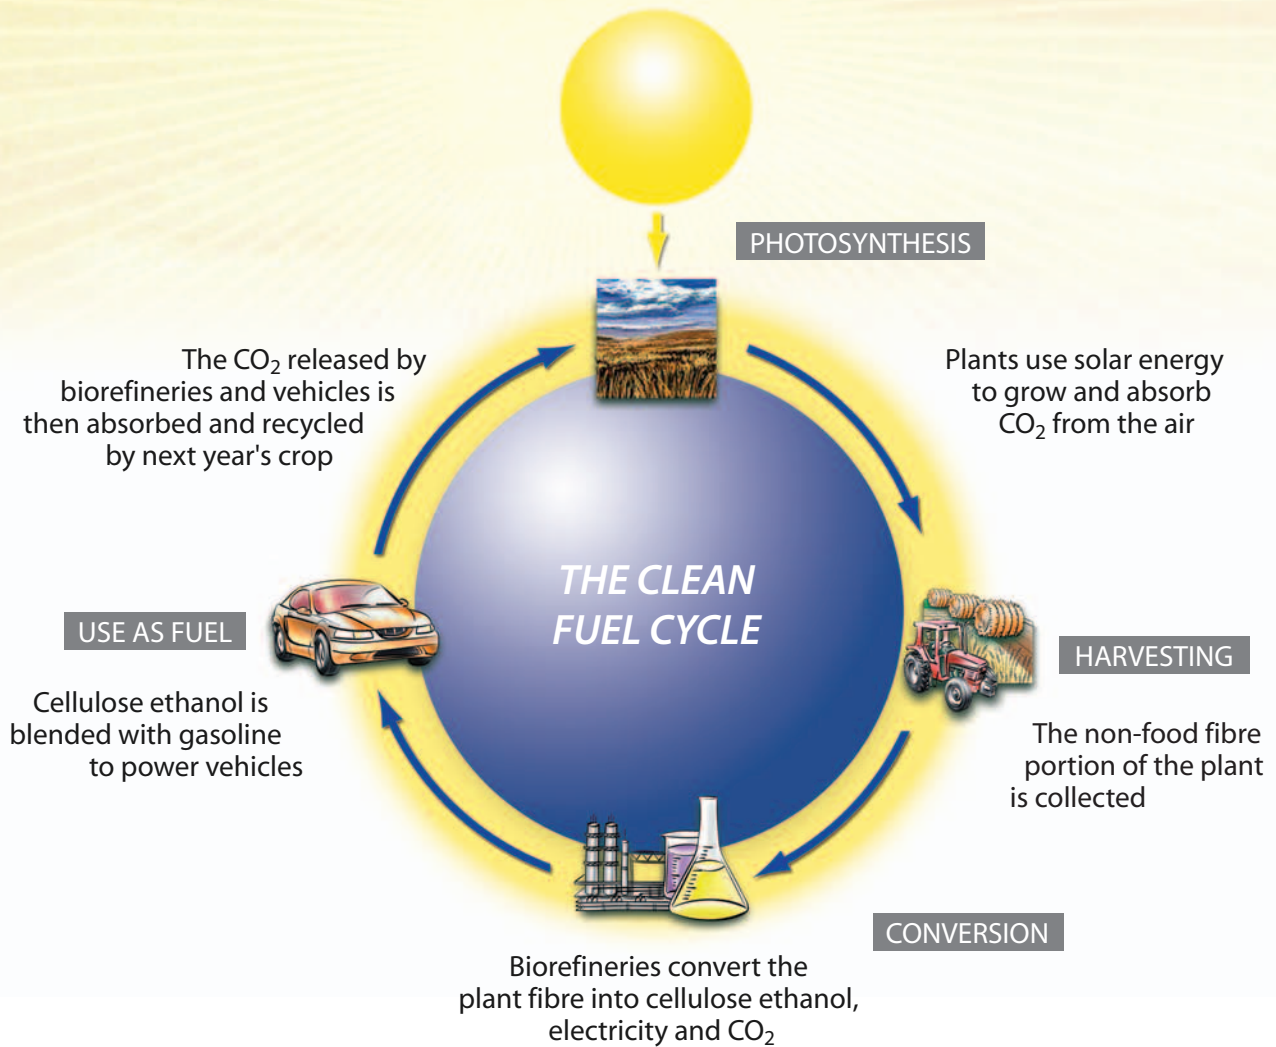 PHOTOSYNTHESIS
Plants use solar energy
to grow and absorb
CO₂ from the air
HARVESTING
The non-food fibre
portion of the plant
is collected
CONVERSION
Biorefineries convert the
plant fibre into cellulose ethanol,
electricity and CO₂
USE AS FUEL
Cellulose ethanol is
blended with gasoline
to power vehicles
The CO₂ released by
biorefineries and vehicles is
then absorbed and recycled
by next year's crop
THE CLEAN
FUEL CYCLE